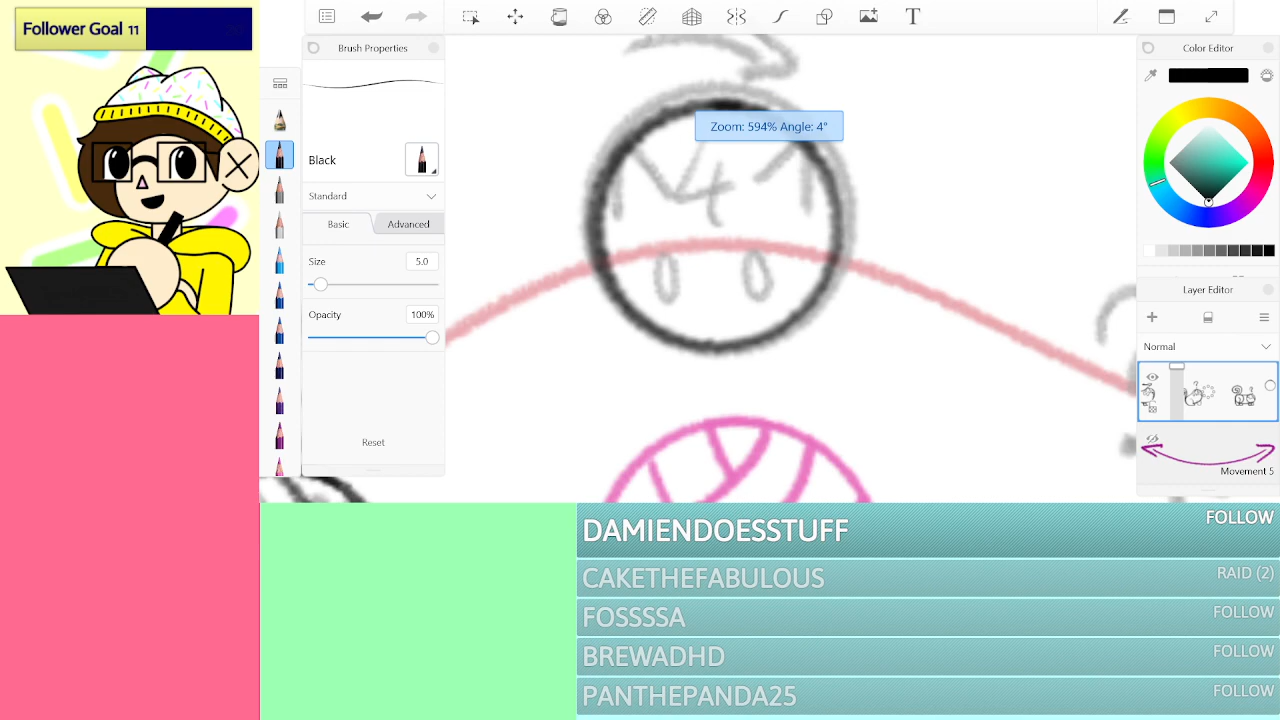 Follower Goal 11
Brush Properties
Black
Standard
Basic
Advanced
Size
5.0
Opacity
100%
Reset
T
Zoom: 594% Angle: 4°
4
Color Editor
Layer Editor
Normal
Movement 5
DAMIENDOESSTUFF FOLLOW
CAKETHEFABULOUS RAID (2)
FOSSSSA FOLLOW
BREWADHD FOLLOW
PANTHEPANDA25 FOLLOW